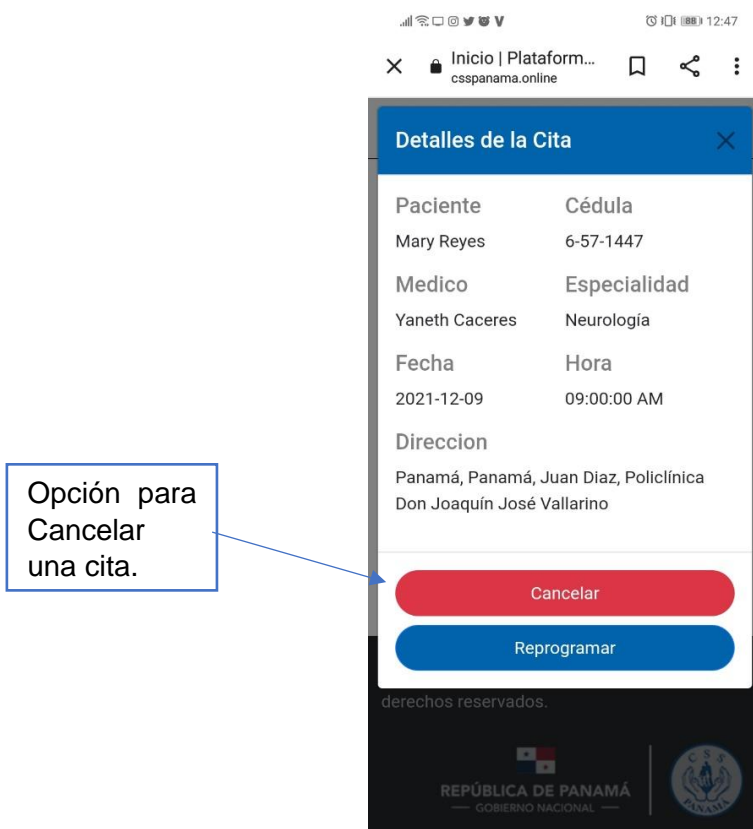 12:47
Inicio | Plataform...
csspanama.online
Detalles de la Cita
Paciente Cédula
Mary Reyes 6-57-1447
Medico Especialidad
Yaneth Caceres Neurología
Fecha Hora
2021-12-09 09:00:00 AM
Direccion
Panamá, Panamá, Juan Diaz, Policlínica
Don Joaquín José Vallarino
Opción para
Cancelar
una cita.
Cancelar
Reprogramar
derechos reservados.
REPÚBLICA DE PANAMÁ
— GOBIERNO NACIONAL —
CSS
PANAMA